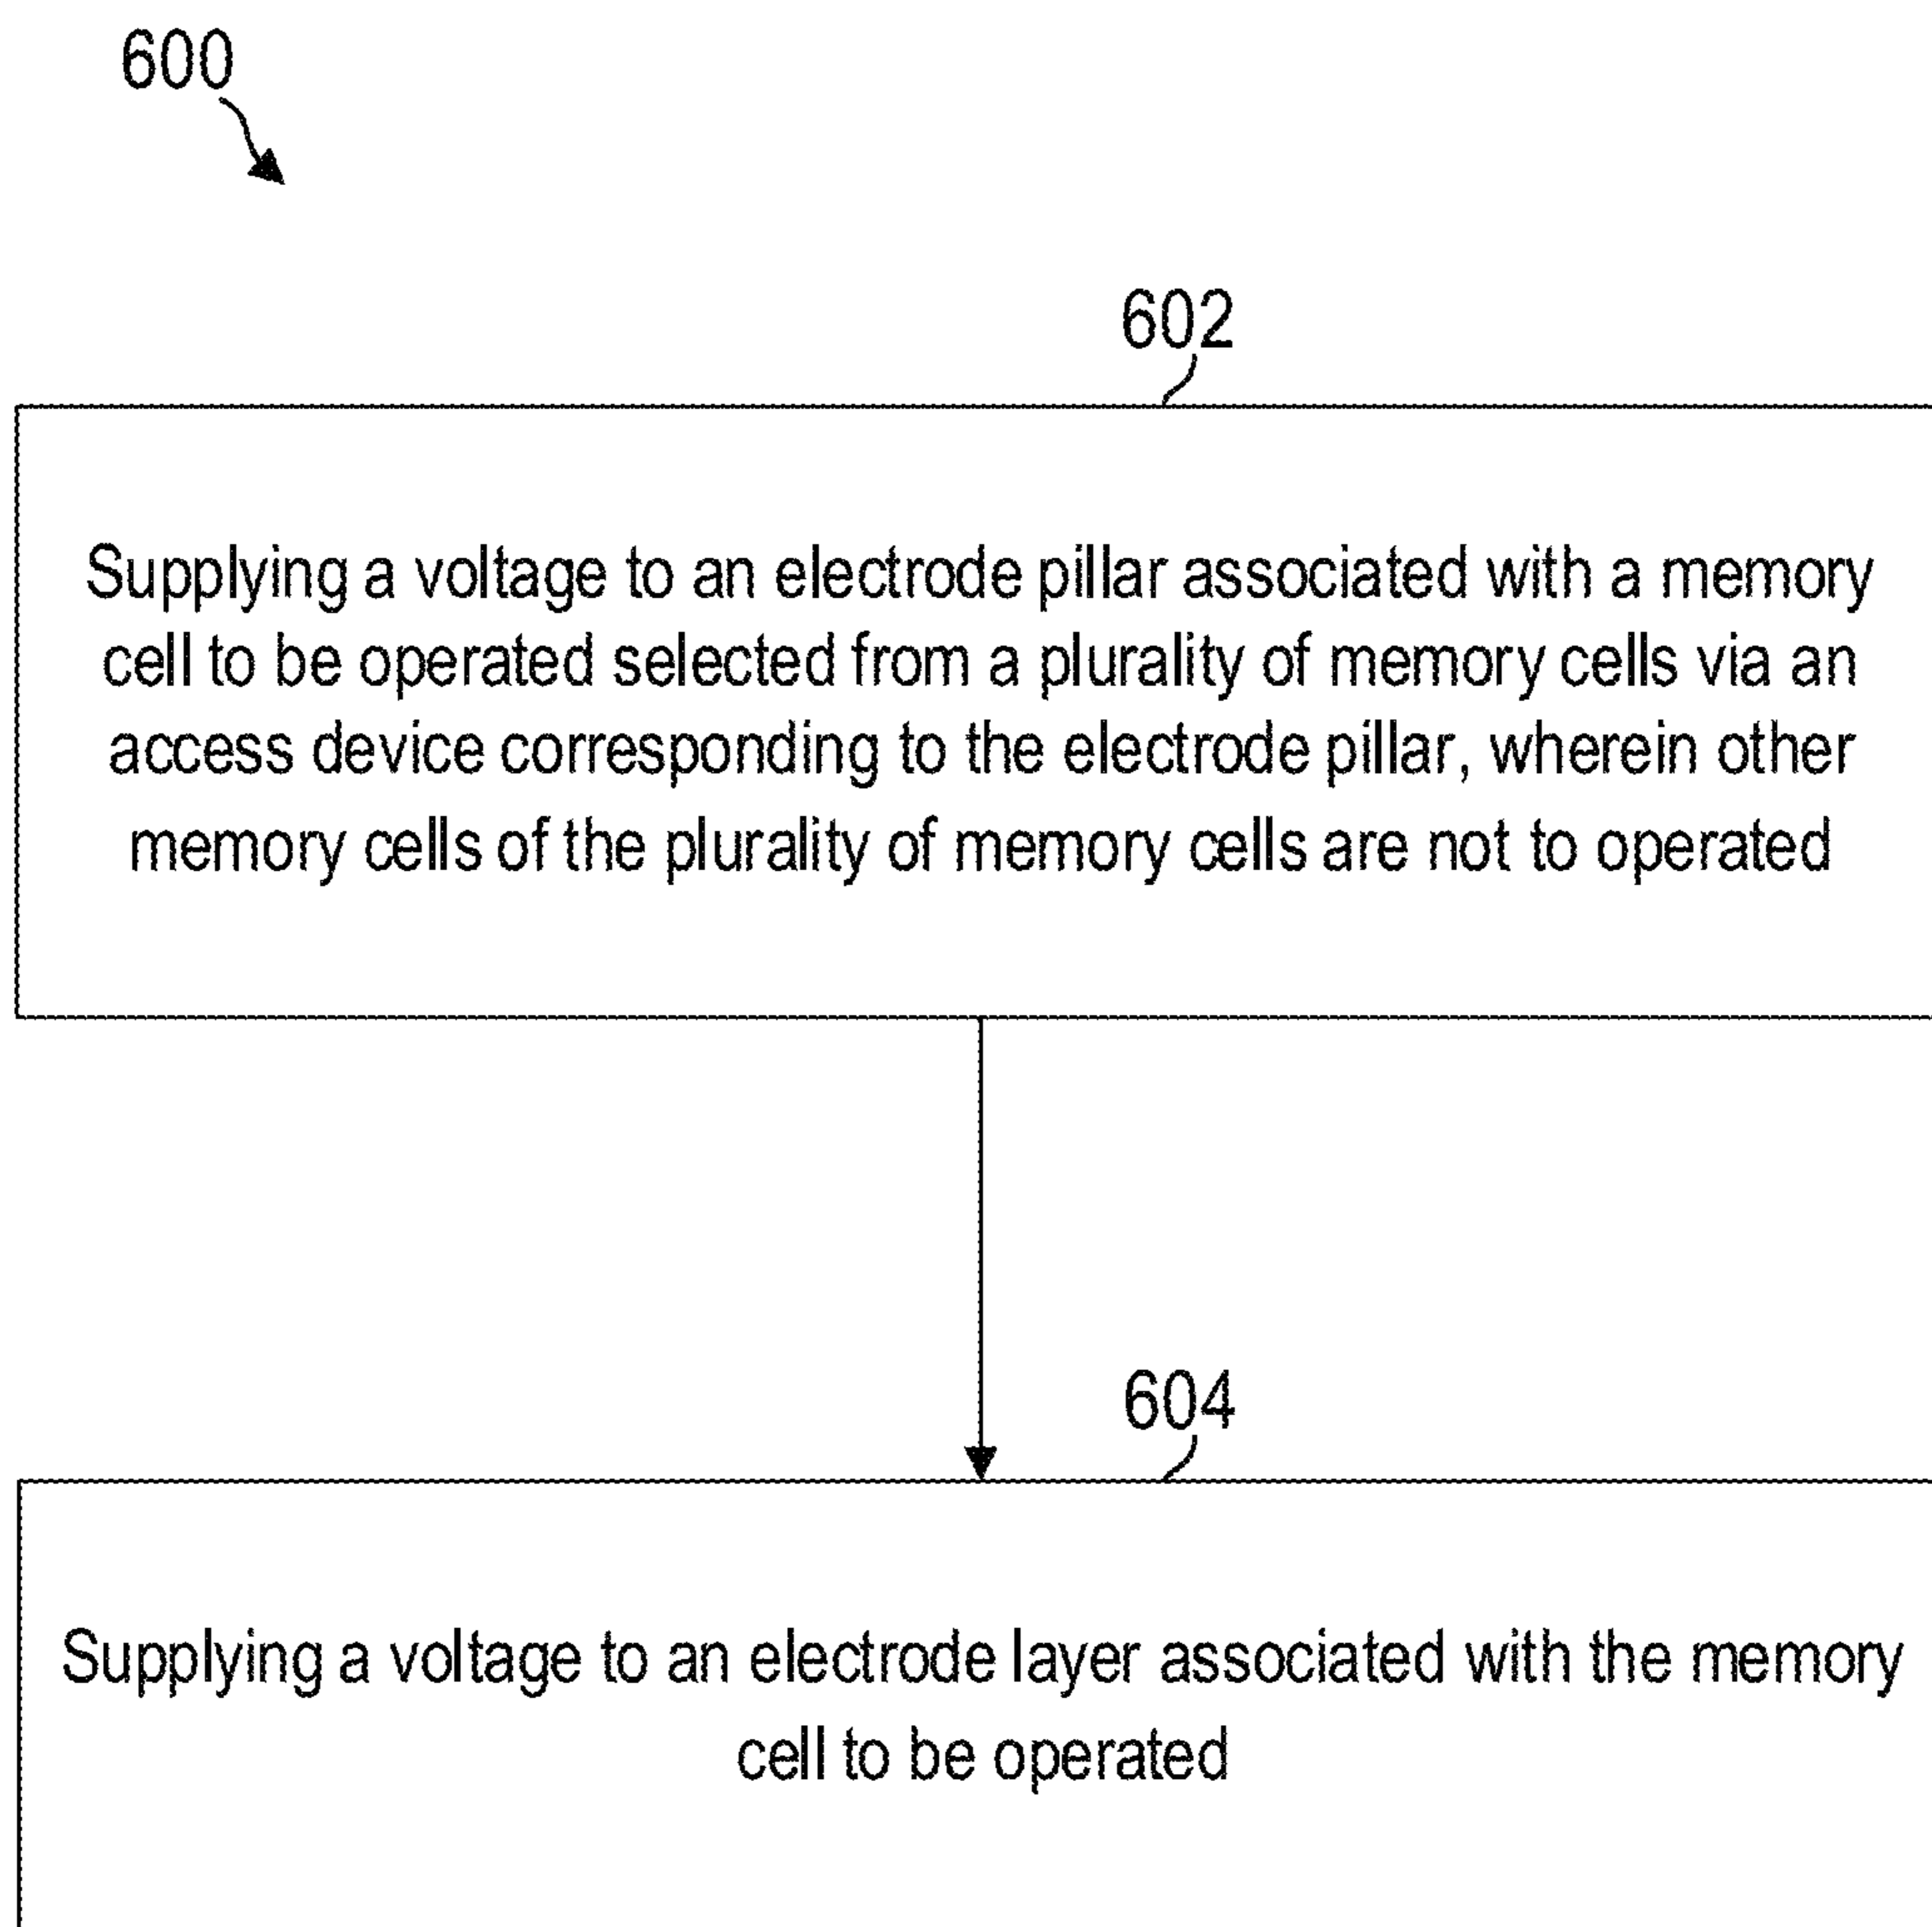 600
602
Supplying a voltage to an electrode pillar associated with a memory
cell to be operated selected from a plurality of memory cells via an
access device corresponding to the electrode pillar, wherein other
memory cells of the plurality of memory cells are not to operated
604
Supplying a voltage to an electrode layer associated with the memory
cell to be operated